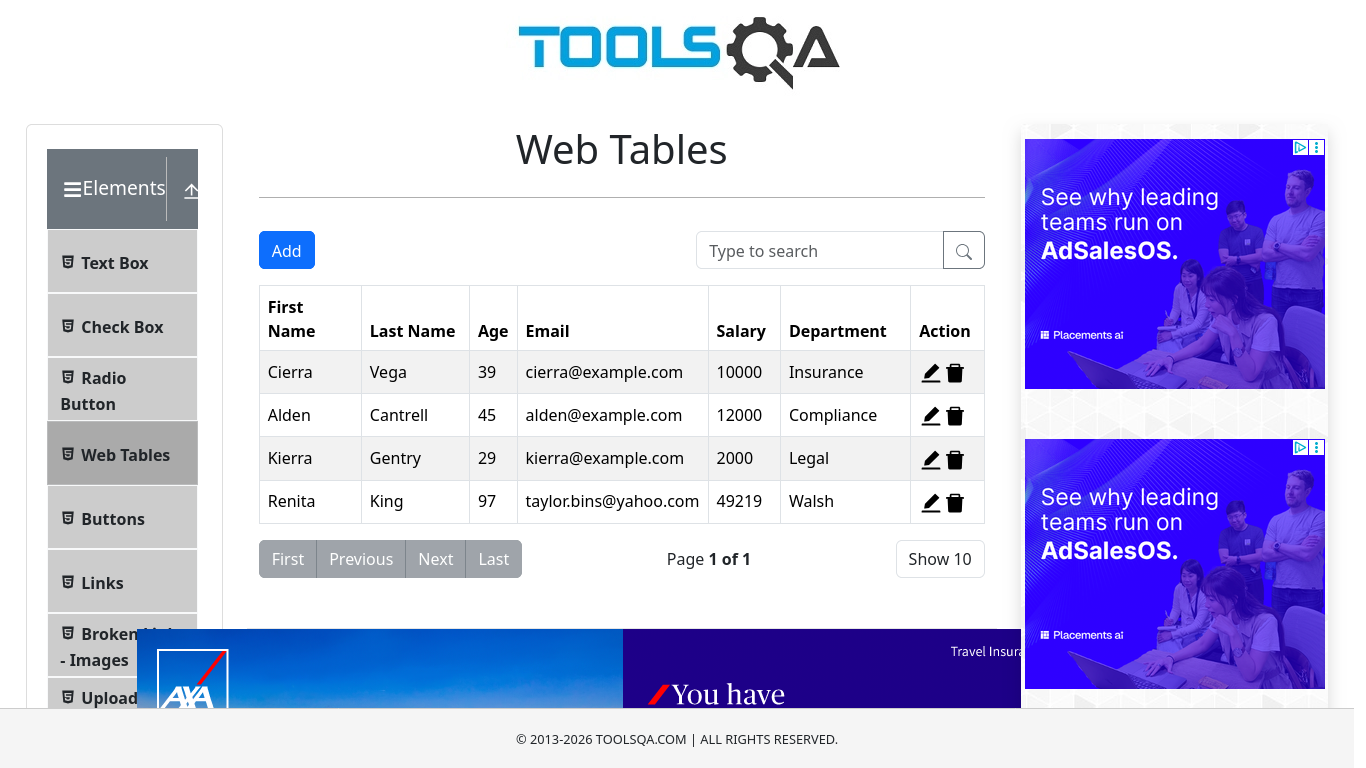 TOOLSQA
Web Tables
Elements
Text Box
Check Box
Radio
Button
Web Tables
Buttons
Links
Broken
- Images
Upload
Add
Type to search
First
Name
Last Name
Age
Email
Salary
Department
Action
Cierra Vega 39 cierra@example.com 10000 Insurance
Alden Cantrell 45 alden@example.com 12000 Compliance
Kierra Gentry 29 kierra@example.com 2000 Legal
Renita King 97 taylor.bins@yahoo.com 49219 Walsh
First Previous Next Last
Page 1 of 1
Show 10
See why leading
teams run on
AdSalesOS.
Placements ai
See why leading
teams run on
AdSalesOS.
Placements ai
AXA
Travel Insura
You have
© 2013-2026 TOOLSQA.COM | ALL RIGHTS RESERVED.